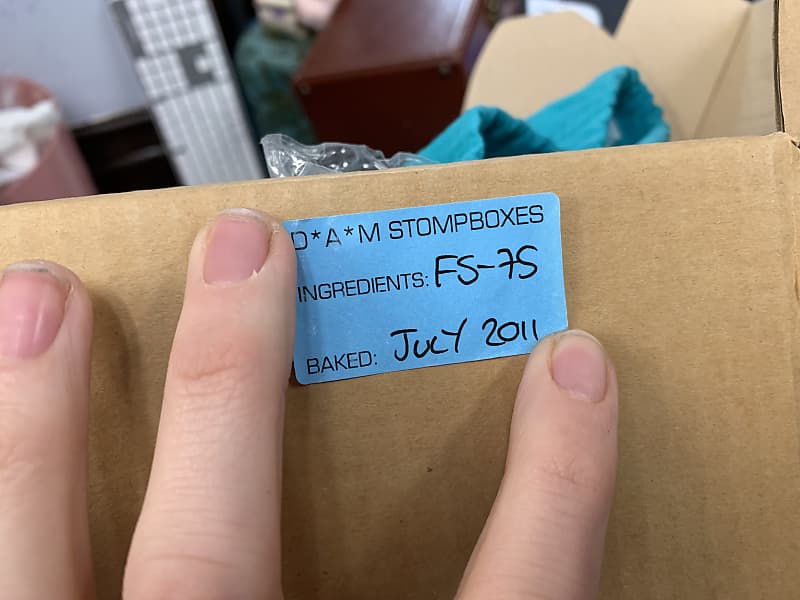 D*A*M STOMPBOXES
INGREDIENTS: FS-7S
BAKED: JULY 2011